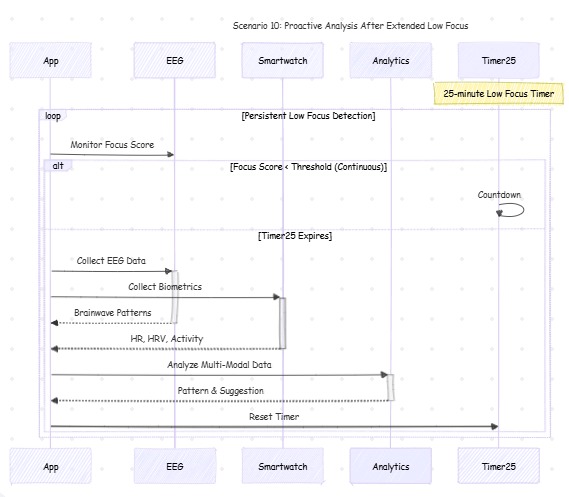 Scenario 10: Proactive Analysis After Extended Low Focus
App EEG Smartwatch Analytics Timer25
25-minute Low Focus Timer
loop [Persistent Low Focus Detection]
Monitor Focus Score
alt [Focus Score < Threshold (Continuous)]
Countdown
[Timer25 Expires]
Collect EEG Data
Collect Biometrics
Brainwave Patterns
HR, HRV, Activity
Analyze Multi-Modal Data
Pattern & Suggestion
Reset Timer
App EEG Smartwatch Analytics Timer25